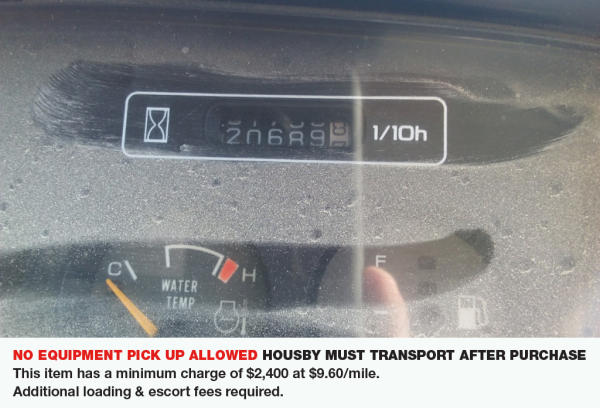 20689 1/10h
C H F
WATER
TEMP
NO EQUIPMENT PICK UP ALLOWED HOUSBY MUST TRANSPORT AFTER PURCHASE
This item has a minimum charge of $2,400 at $9.60/mile.
Additional loading & escort fees required.